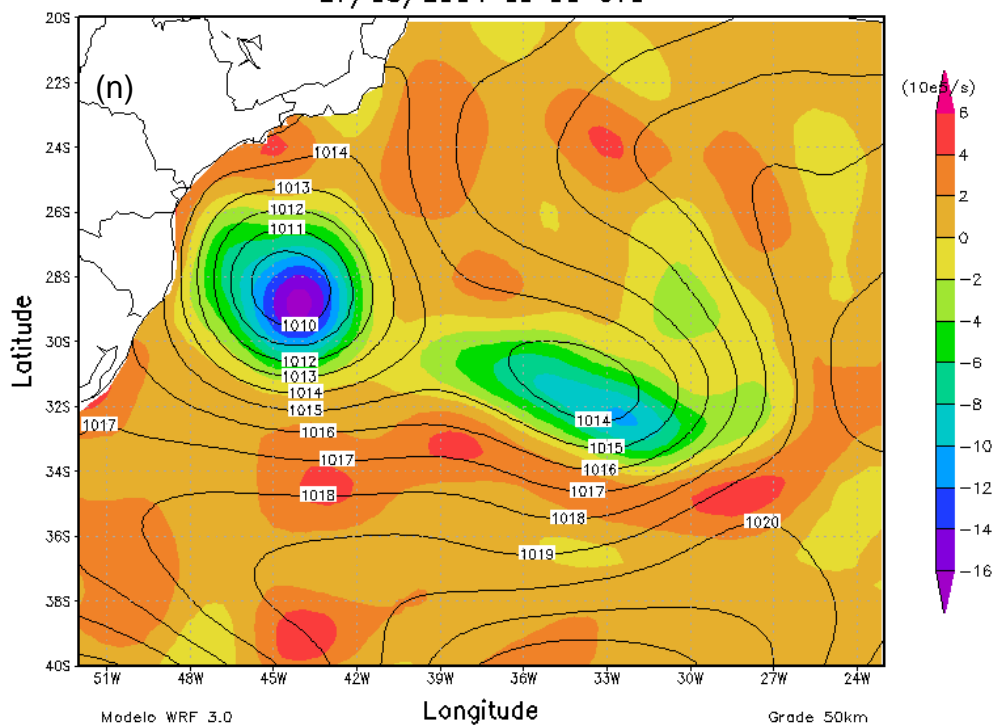 (n)
(10e5/s)
20S
22S
24S
26S
28S
30S
32S
34S
36S
38S
40S
Latitude
1014
1013
1012
1011
1010
1012
1013
1014
1015
1016
1017
1017
1018
1019
1014
1015
1016
1017
1018
1020
6
4
2
0
-2
-4
-6
-8
-10
-12
-14
-16
51W
48W
45W
42W
39W
36W
33W
30W
27W
24W
Longitude
Modelo WRF 3.0
Grade 50km